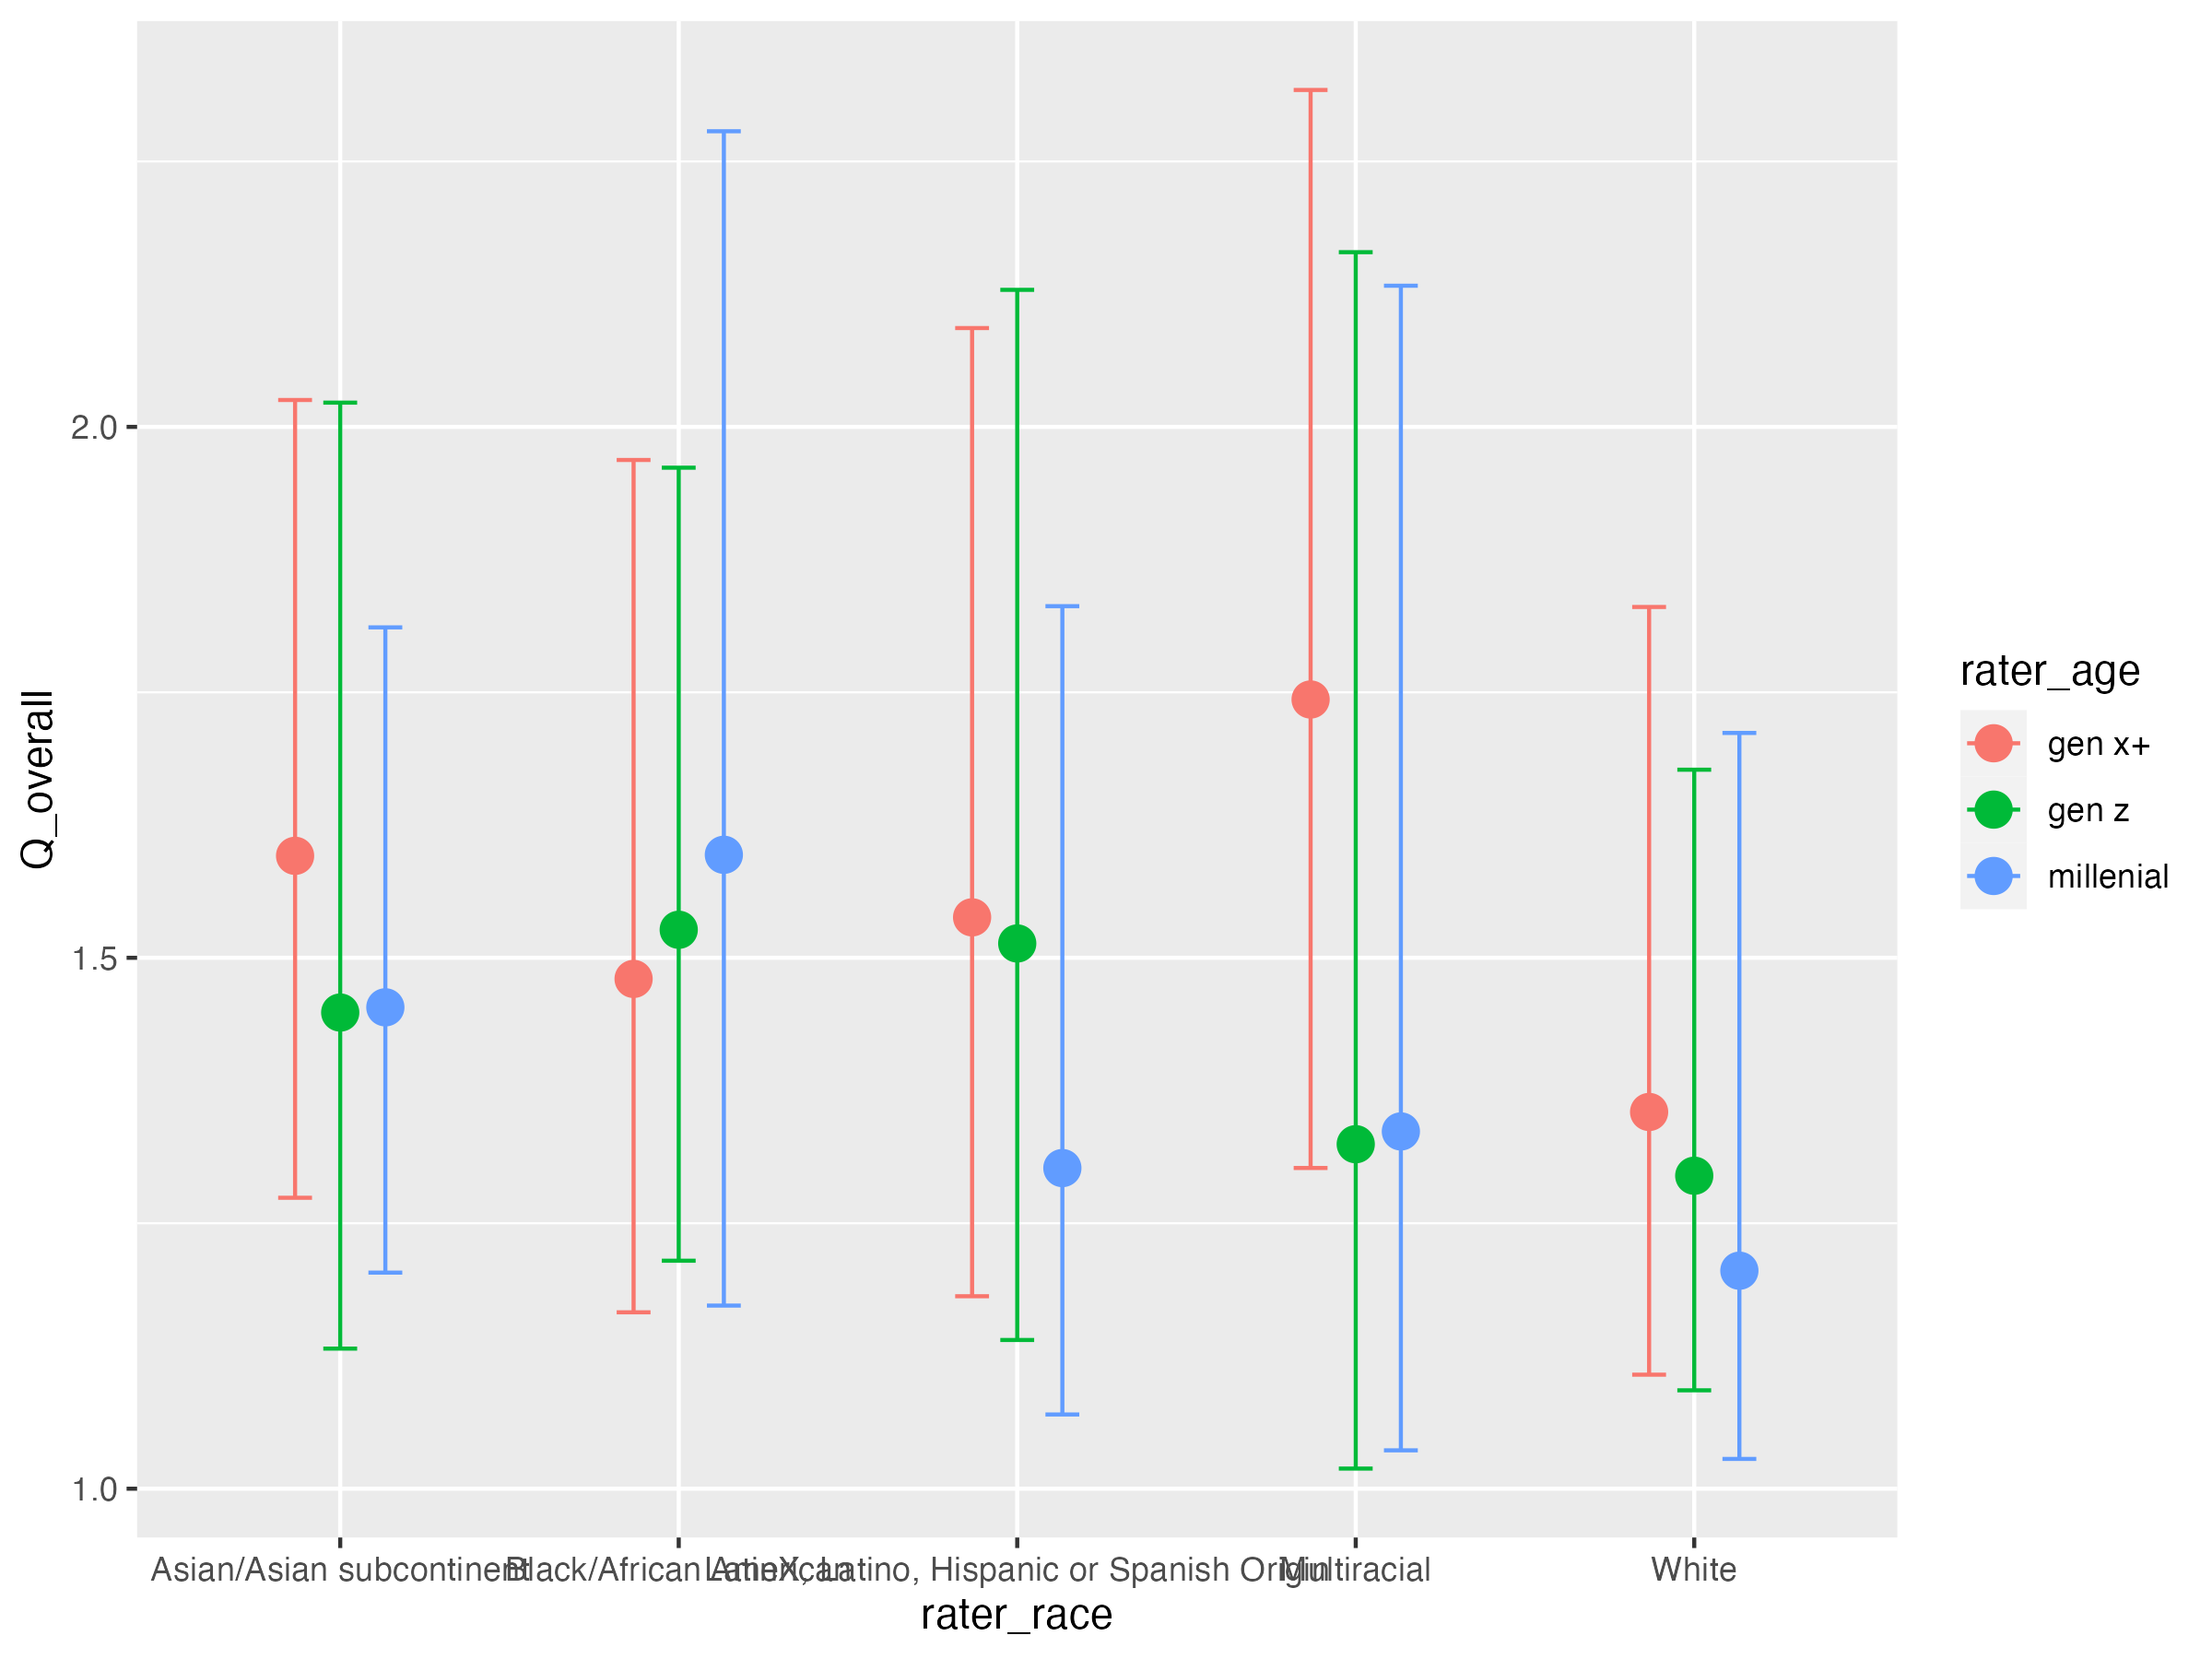 Q_overall
2.0
1.5
1.0
Asian/Asian subcontinent
Black/African American
LatinX, Latino, Hispanic or Spanish Origin
Multiracial
White
rater_race
rater_age
gen x+
gen z
millenial